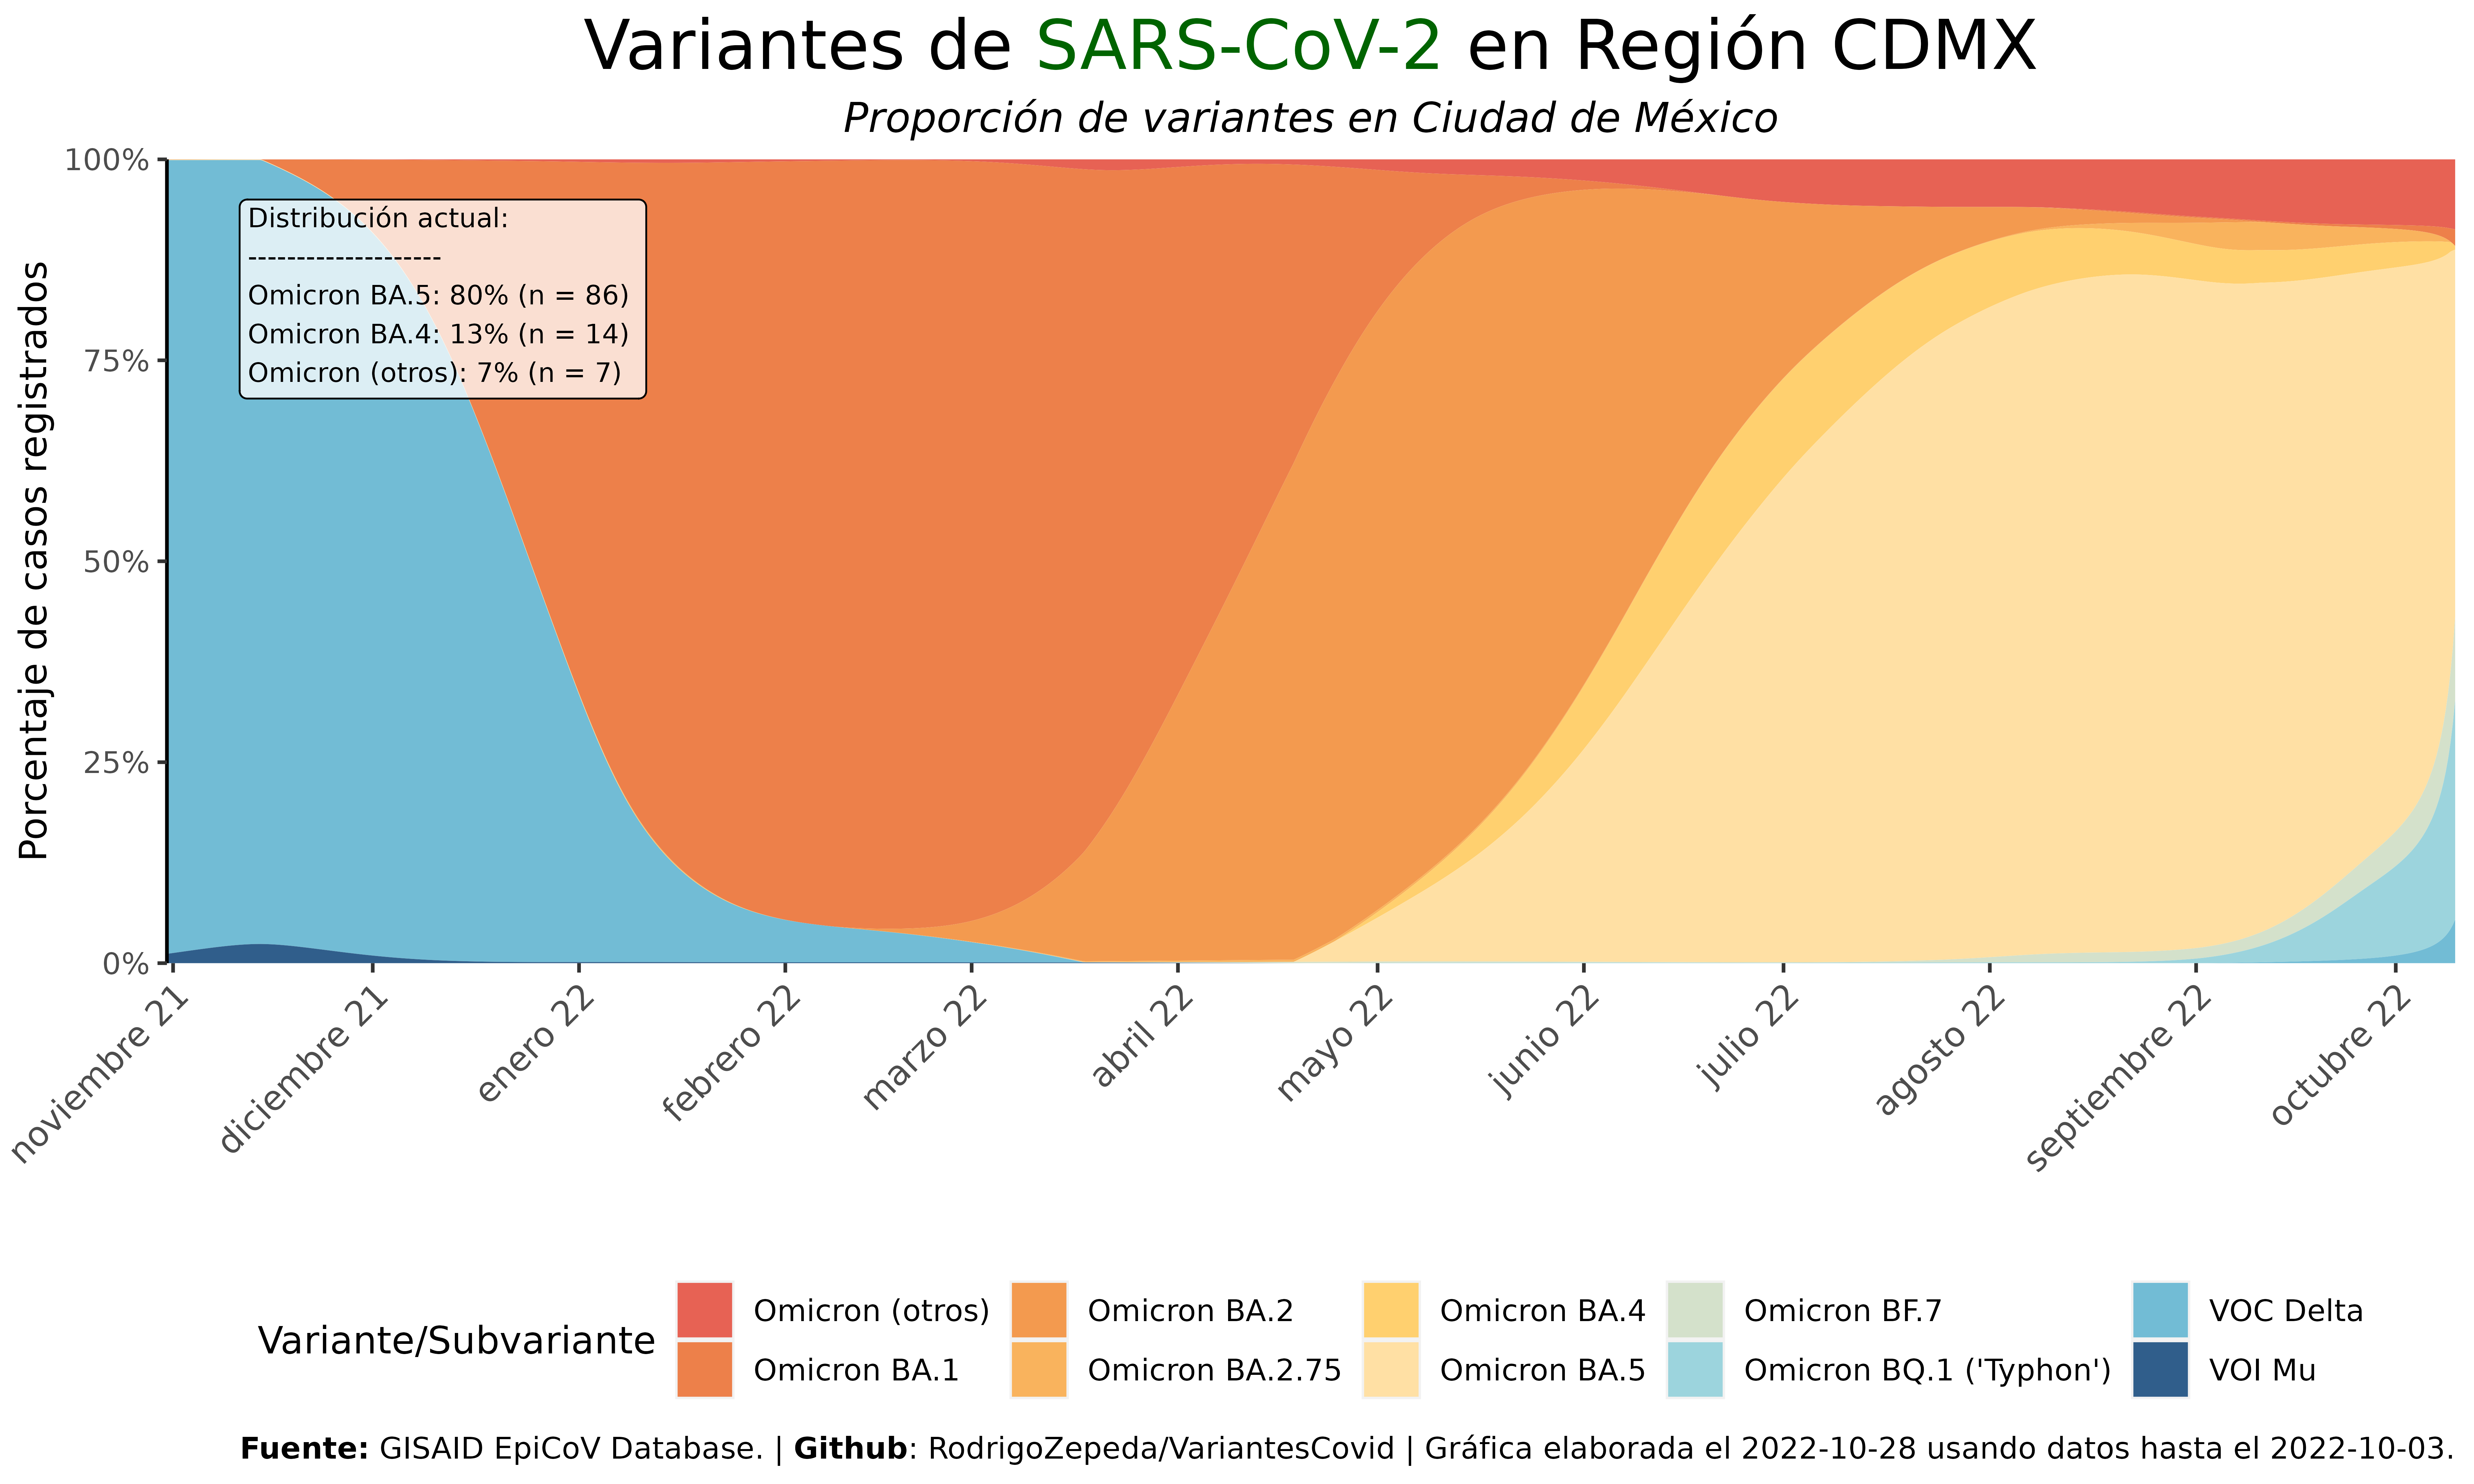 Variantes de SARS-CoV-2 en Región CDMX
Proporción de variantes en Ciudad de México
Porcentaje de casos registrados
100%
75%
50%
25%
0%
Distribución actual:
--------------------
Omicron BA.5: 80% (n = 86)
Omicron BA.4: 13% (n = 14)
Omicron (otros): 7% (n = 7)
noviembre 21
diciembre 21
enero 22
febrero 22
marzo 22
abril 22
mayo 22
junio 22
julio 22
agosto 22
septiembre 22
octubre 22
Variante/Subvariante
Omicron (otros)
Omicron BA.1
Omicron BA.2
Omicron BA.2.75
Omicron BA.4
Omicron BA.5
Omicron BF.7
Omicron BQ.1 ('Typhon')
VOC Delta
VOI Mu
Fuente: GISAID EpiCoV Database. | Github: RodrigoZepeda/VariantesCovid | Gráfica elaborada el 2022-10-28 usando datos hasta el 2022-10-03.